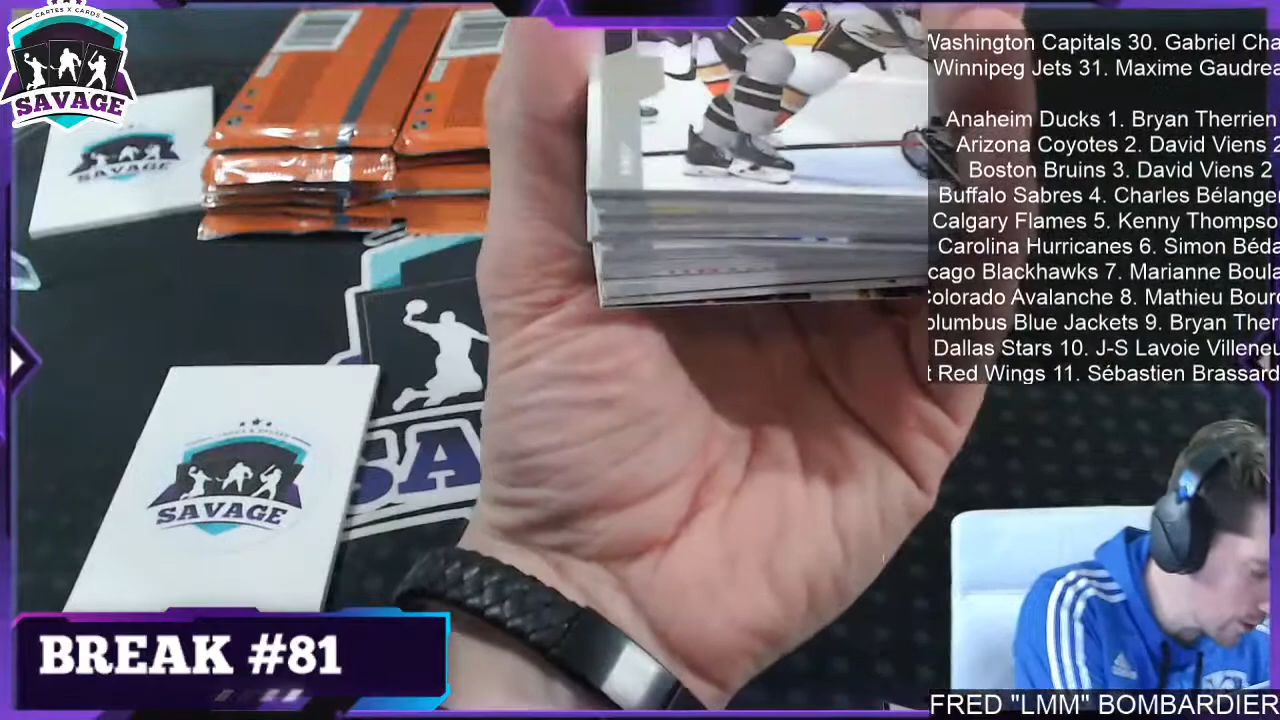 CARTES X CARDS
SAVAGE
Washington Capitals 30. Gabriel Cha
Winnipeg Jets 31. Maxime Gaudrea
Anaheim Ducks 1. Bryan Therrien
Arizona Coyotes 2. David Viens 2
Boston Bruins 3. David Viens 2
Buffalo Sabres 4. Charles Bélanger
Calgary Flames 5. Kenny Thompso
Carolina Hurricanes 6. Simon Béda
cago Blackhawks 7. Marianne Boula
Colorado Avalanche 8. Mathieu Bour
olumbus Blue Jackets 9. Bryan Ther
Dallas Stars 10. J-S Lavoie Villeneu
t Red Wings 11. Sébastien Brassard
SAVAGE
SAVAGE
SA
BREAK #81
FRED "LMM" BOMBARDIER